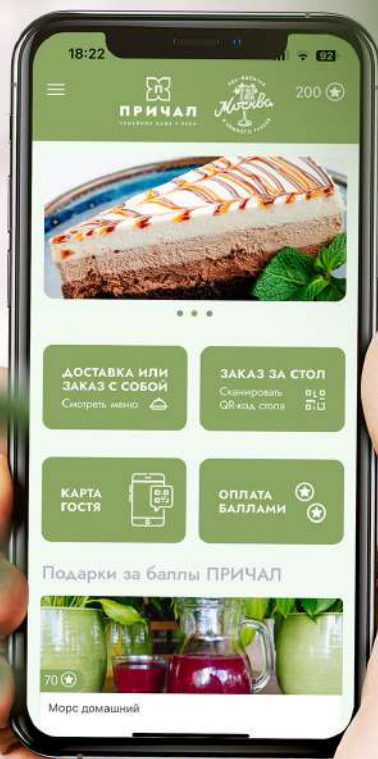 18:22
92
ПРИЧАЛ
Москва
200
ДОСТАВКА ИЛИ
ЗАКАЗ С СОБОЙ
Смотреть меню
ЗАКАЗ ЗА СТОЛ
Сканировать
QR-код стола
КАРТА
ГОСТЯ
ОПЛАТА
БАЛЛАМИ
Подарки за баллы ПРИЧАЛ
70
Морс домашний